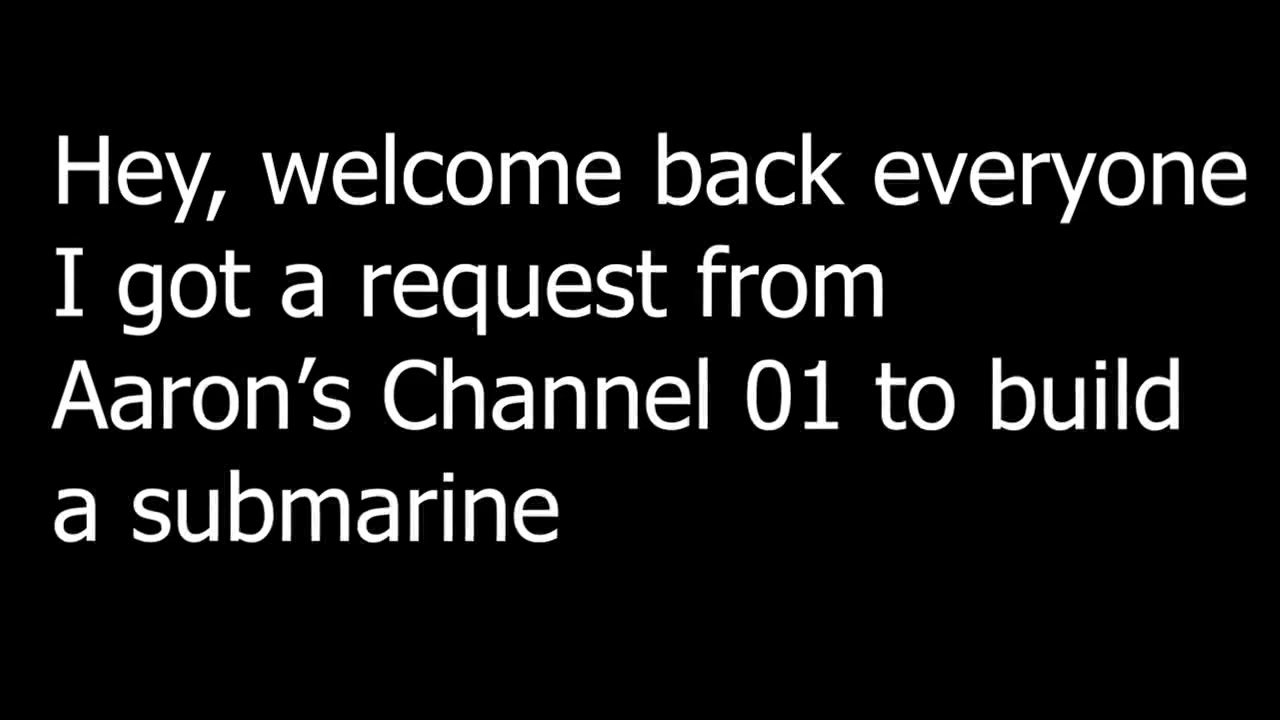 Hey, welcome back everyone
I got a request from
Aaron’s Channel 01 to build
a submarine